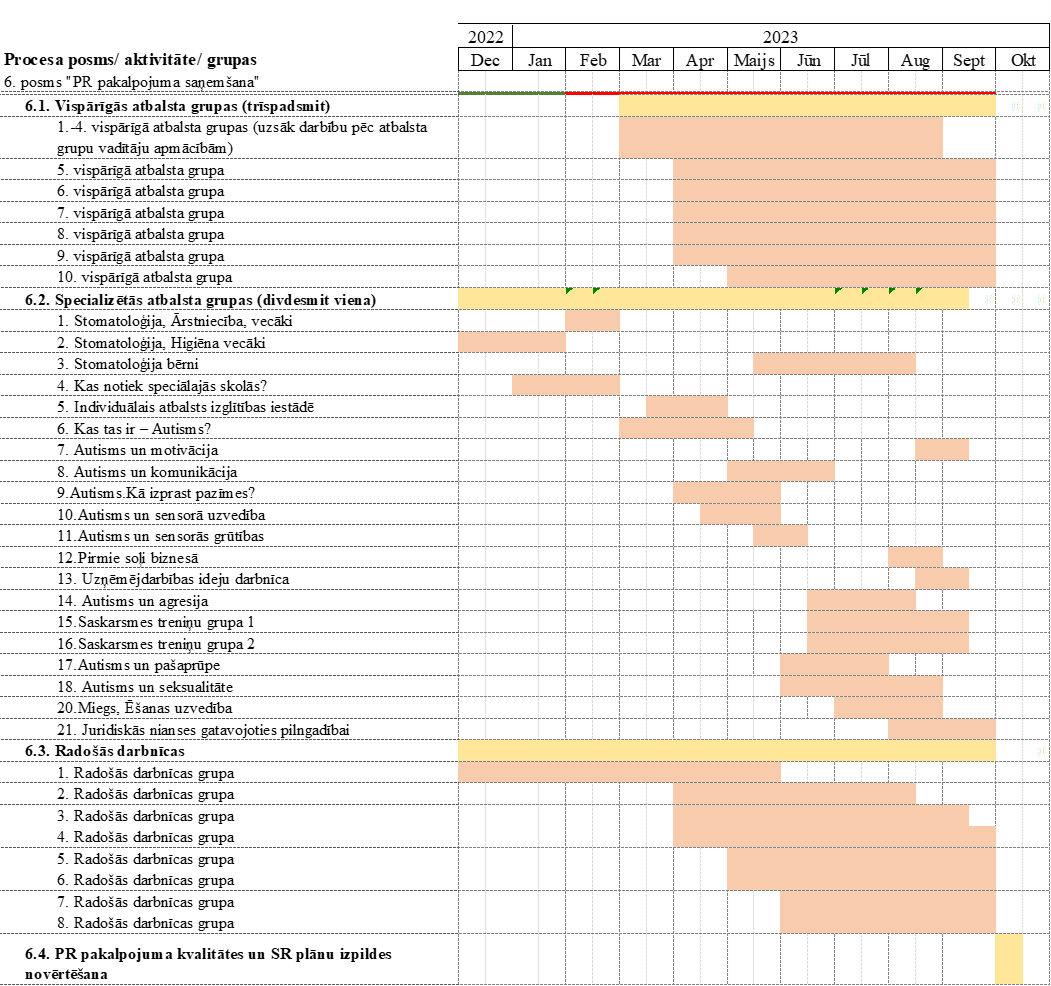 2022 2023
Procesa posms/ aktivitāte/ grupas Dec Jan Feb Mar Apr Maijs Jūn Jūl Aug Sept Okt
6. posms "PR pakalpojuma saņemšana"
6.1. Vispārīgās atbalsta grupas (trīspadsmit)
1.-4. vispārīgā atbalsta grupas (uzsāk darbību pēc atbalsta
grupu vadītāju apmācībām)
5. vispārīgā atbalsta grupa
6. vispārīgā atbalsta grupa
7. vispārīgā atbalsta grupa
8. vispārīgā atbalsta grupa
9. vispārīgā atbalsta grupa
10. vispārīgā atbalsta grupa
6.2. Specializētās atbalsta grupas (divdesmit viena)
1. Stomatoloģija, Ārstniecība, vecāki
2. Stomatoloģija, Higiēna vecāki
3. Stomatoloģija bērni
4. Kas notiek speciālajās skolās?
5. Individuālais atbalsts izglītības iestādē
6. Kas tas ir – Autisms?
7. Autisms un motivācija
8. Autisms un komunikācija
9.Autisms.Kā izprast pazīmes?
10.Autisms un sensorā uzvedība
11.Autisms un sensorās grūtības
12.Pirmie soļi biznesā
13. Uzņēmējdarbības ideju darbnīca
14. Autisms un agresija
15.Saskarsmes treniņu grupa 1
16.Saskarsmes treniņu grupa 2
17.Autisms un pašaprūpe
18. Autisms un seksualitāte
20.Miegs, Ēšanas uzvedība
21. Juridiskās nianses gatavojoties pilngadībai
6.3. Radošās darbnīcas
1. Radošās darbnīcas grupa
2. Radošās darbnīcas grupa
3. Radošās darbnīcas grupa
4. Radošās darbnīcas grupa
5. Radošās darbnīcas grupa
6. Radošās darbnīcas grupa
7. Radošās darbnīcas grupa
8. Radošās darbnīcas grupa
6.4. PR pakalpojuma kvalitātes un SR plānu izpildes
novērtēšana